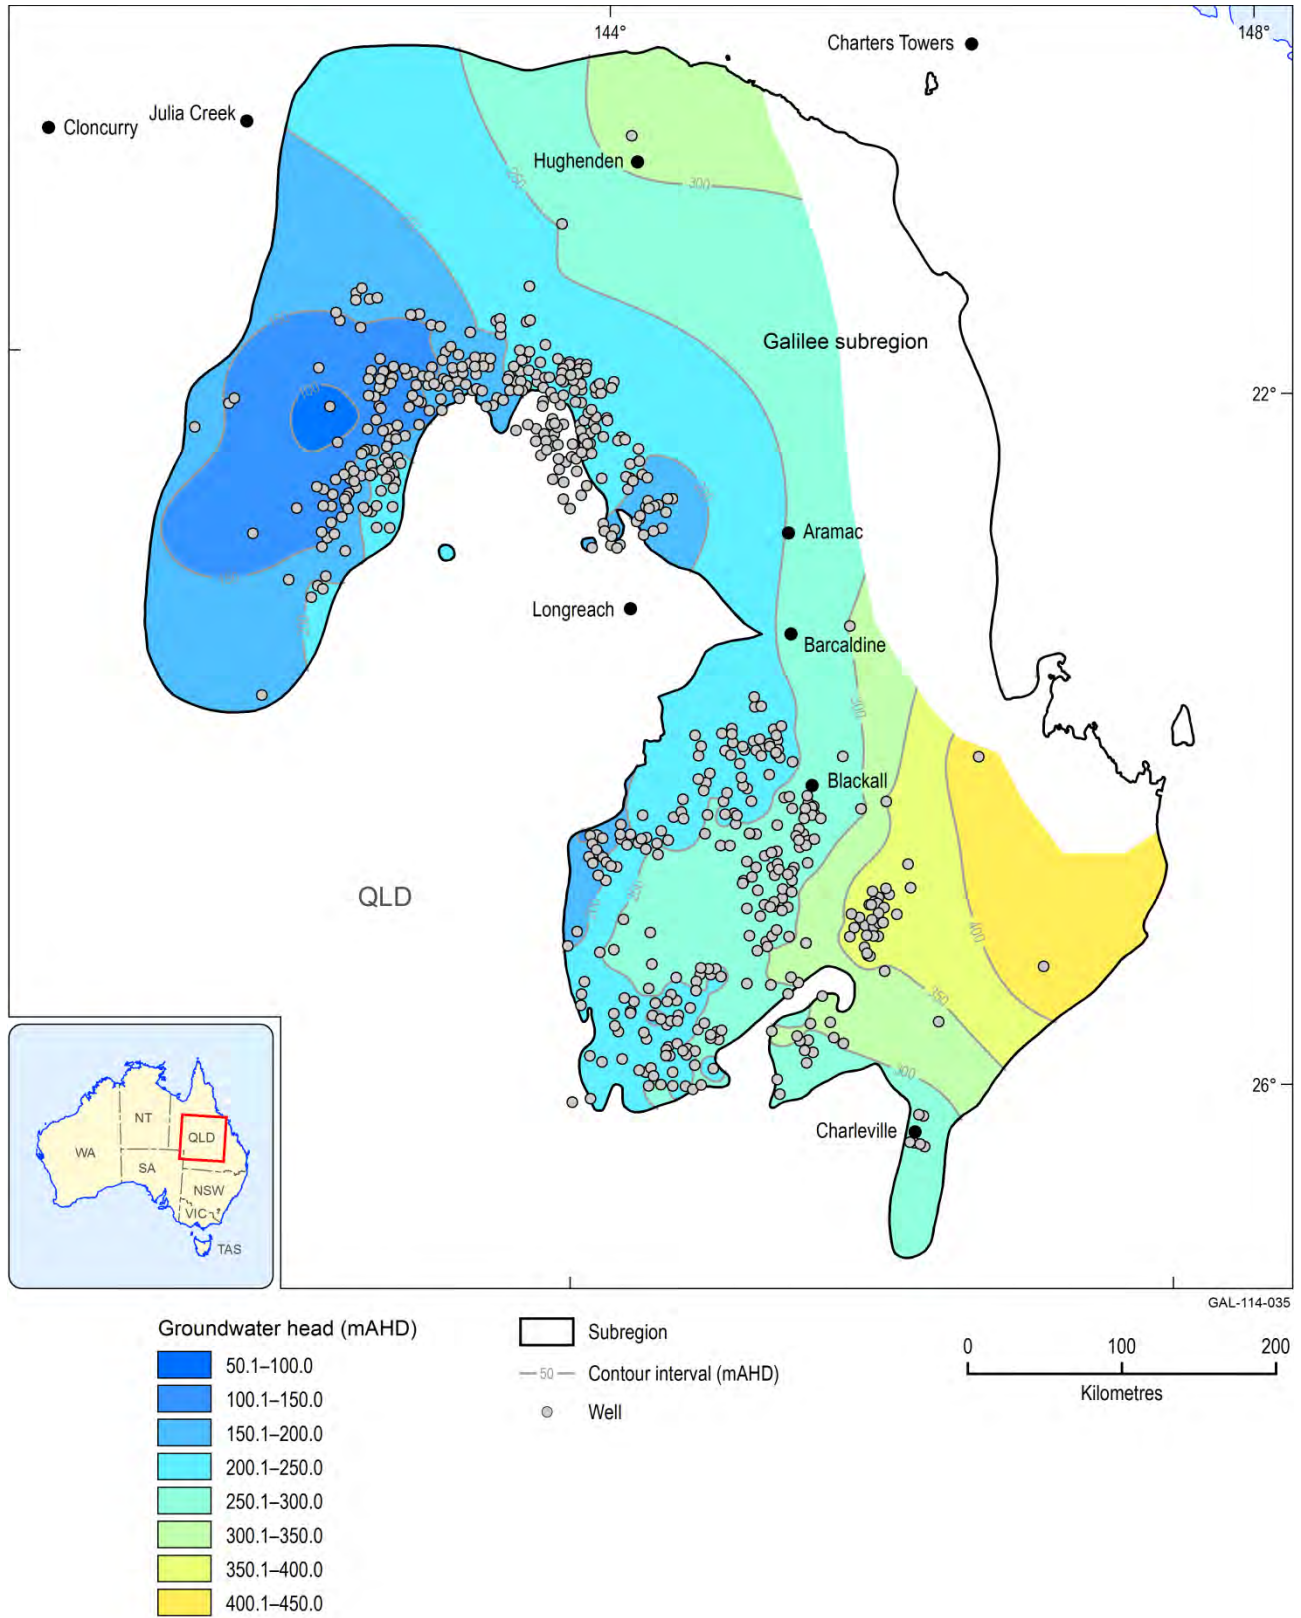 144°
148°
Charters Towers
Julia Creek
Cloncurry
Hughenden
300
250
Galilee subregion
100
22°
Aramac
Longreach
Barcaldine
300
Blackall
QLD
250
400
350
300
26°
Charleville
NT
QLD
WA
SA
NSW
VIC
TAS
GAL-114-035
Groundwater head (mAHD)
50.1–100.0
100.1–150.0
150.1–200.0
200.1–250.0
250.1–300.0
300.1–350.0
350.1–400.0
400.1–450.0
Subregion
50
Contour interval (mAHD)
Well
0 100 200
Kilometres